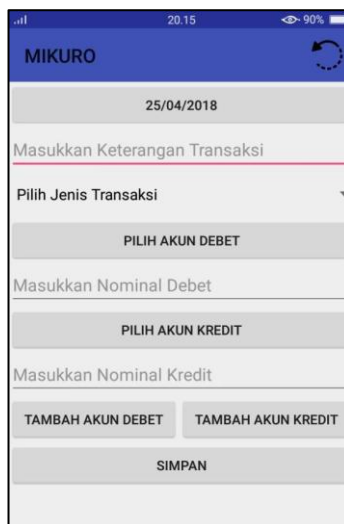 20.15 90%
MIKURO
25/04/2018
Masukkan Keterangan Transaksi
Pilih Jenis Transaksi
PILIH AKUN DEBET
Masukkan Nominal Debet
PILIH AKUN KREDIT
Masukkan Nominal Kredit
TAMBAH AKUN DEBET TAMBAH AKUN KREDIT
SIMPAN